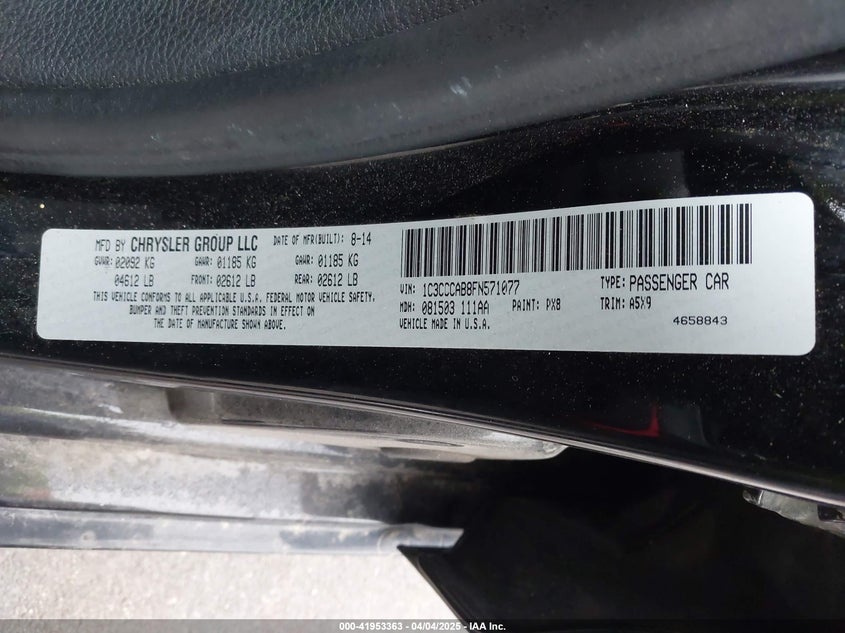 MFD BY CHRYSLER GROUP LLC DATE OF MFR(BUILT): 8-14
GVWR: 02092 KG GAWR: 01185 KG GAWR: 01185 KG
04612 LB FRONT: 02612 LB REAR: 02612 LB
THIS VEHICLE CONFORMS TO ALL APPLICABLE U.S.A. FEDERAL MOTOR VEHICLE SAFETY,
BUMPER AND THEFT PREVENTION STANDARDS IN EFFECT ON
THE DATE OF MANUFACTURE SHOWN ABOVE.
VIN: 1C3CCCAB8FN571077 TYPE: PASSENGER CAR
MDH: 081503 111AA PAINT: PX8 TRIM: A5X9
VEHICLE MADE IN U.S.A. 4658843
000-41953363 - 04/04/2025 - IAA Inc.